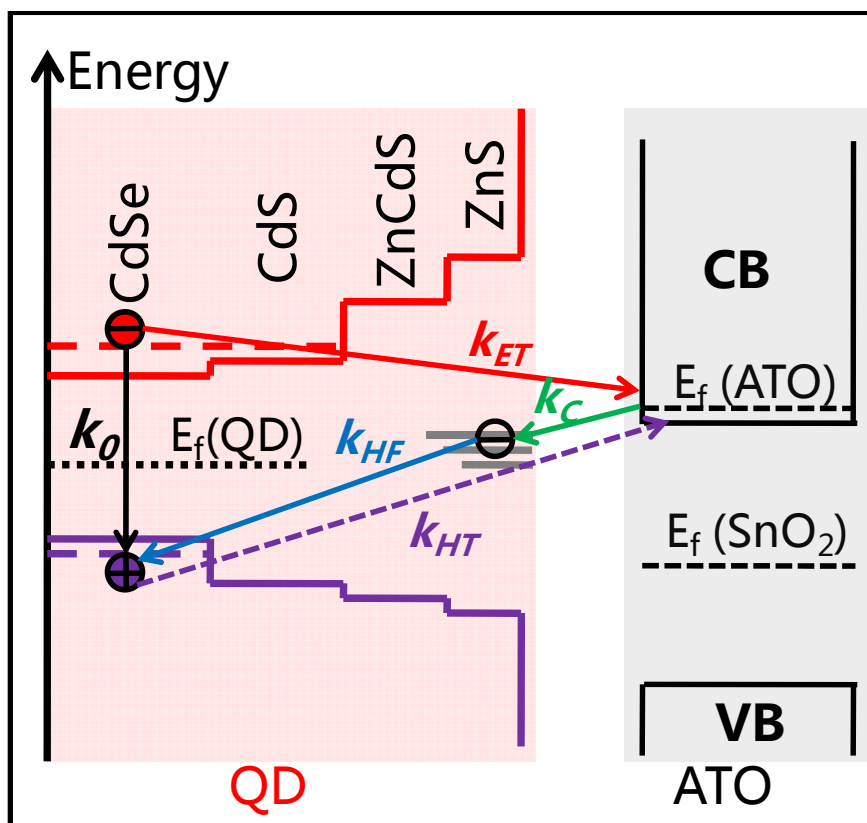 Energy
CdSe
CdS
ZnCdS
ZnS
CB
k_ET
E_f (ATO)
k_C
k_0
E_f(QD)
k_HF
k_HT
E_f (SnO_2)
VB
QD
ATO